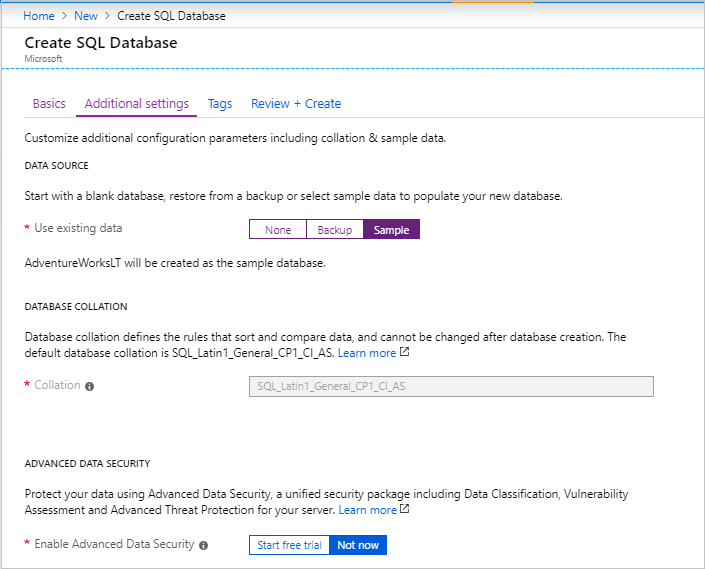 Home > New > Create SQL Database
Create SQL Database
Microsoft
Basics Additional settings Tags Review + Create
Customize additional configuration parameters including collation & sample data.
DATA SOURCE
Start with a blank database, restore from a backup or select sample data to populate your new database.
* Use existing data None Backup Sample
AdventureWorksLT will be created as the sample database.
DATABASE COLLATION
Database collation defines the rules that sort and compare data, and cannot be changed after database creation. The
default database collation is SQL_Latin1_General_CP1_CI_AS. Learn more
* Collation SQL_Latin1_General_CP1_CI_AS
ADVANCED DATA SECURITY
Protect your data using Advanced Data Security, a unified security package including Data Classification, Vulnerability
Assessment and Advanced Threat Protection for your server. Learn more
* Enable Advanced Data Security Start free trial Not now